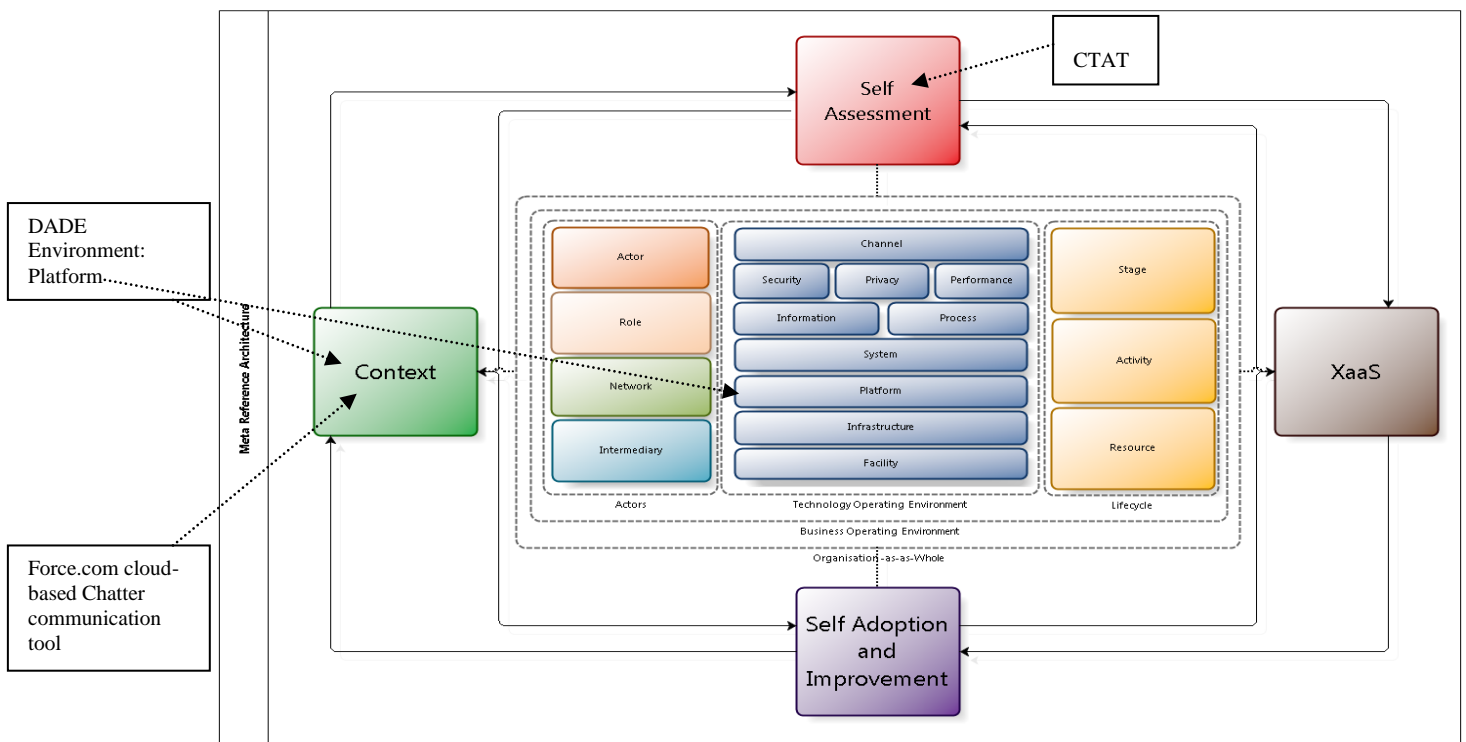 CTAT
Self
Assessment
DADE
Environment:
Platform
Meta Reference Architecture
Context
Actor
Role
Network
Intermediary
Actors
Channel
Security
Privacy
Performance
Information
Process
System
Platform
Infrastructure
Facility
Technology Operating Environment
Stage
Activity
Resource
Lifecycle
Business Operating Environment
Organisation -as-as-Whole
XaaS
Force.com cloud-
based Chatter
communication
tool
Self Adoption
and
Improvement